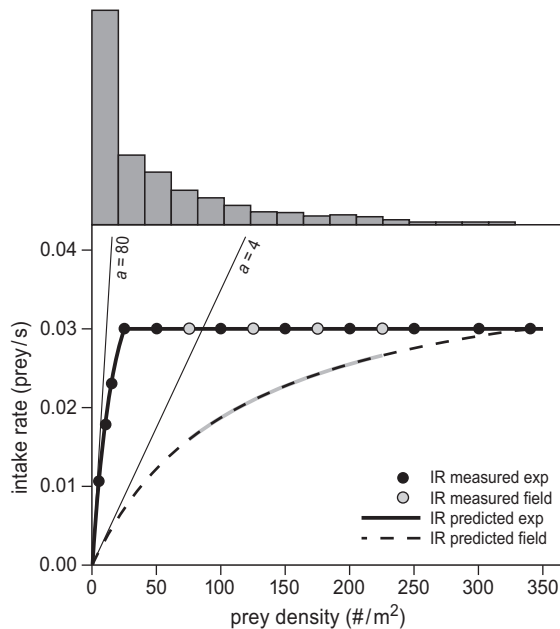 0.04
0.03
0.02
0.01
0.00
intake rate (prey/s)
a = 80
a = 4
IR measured exp
IR measured field
IR predicted exp
IR predicted field
0 50 100 150 200 250 300 350
prey density (#/m²)